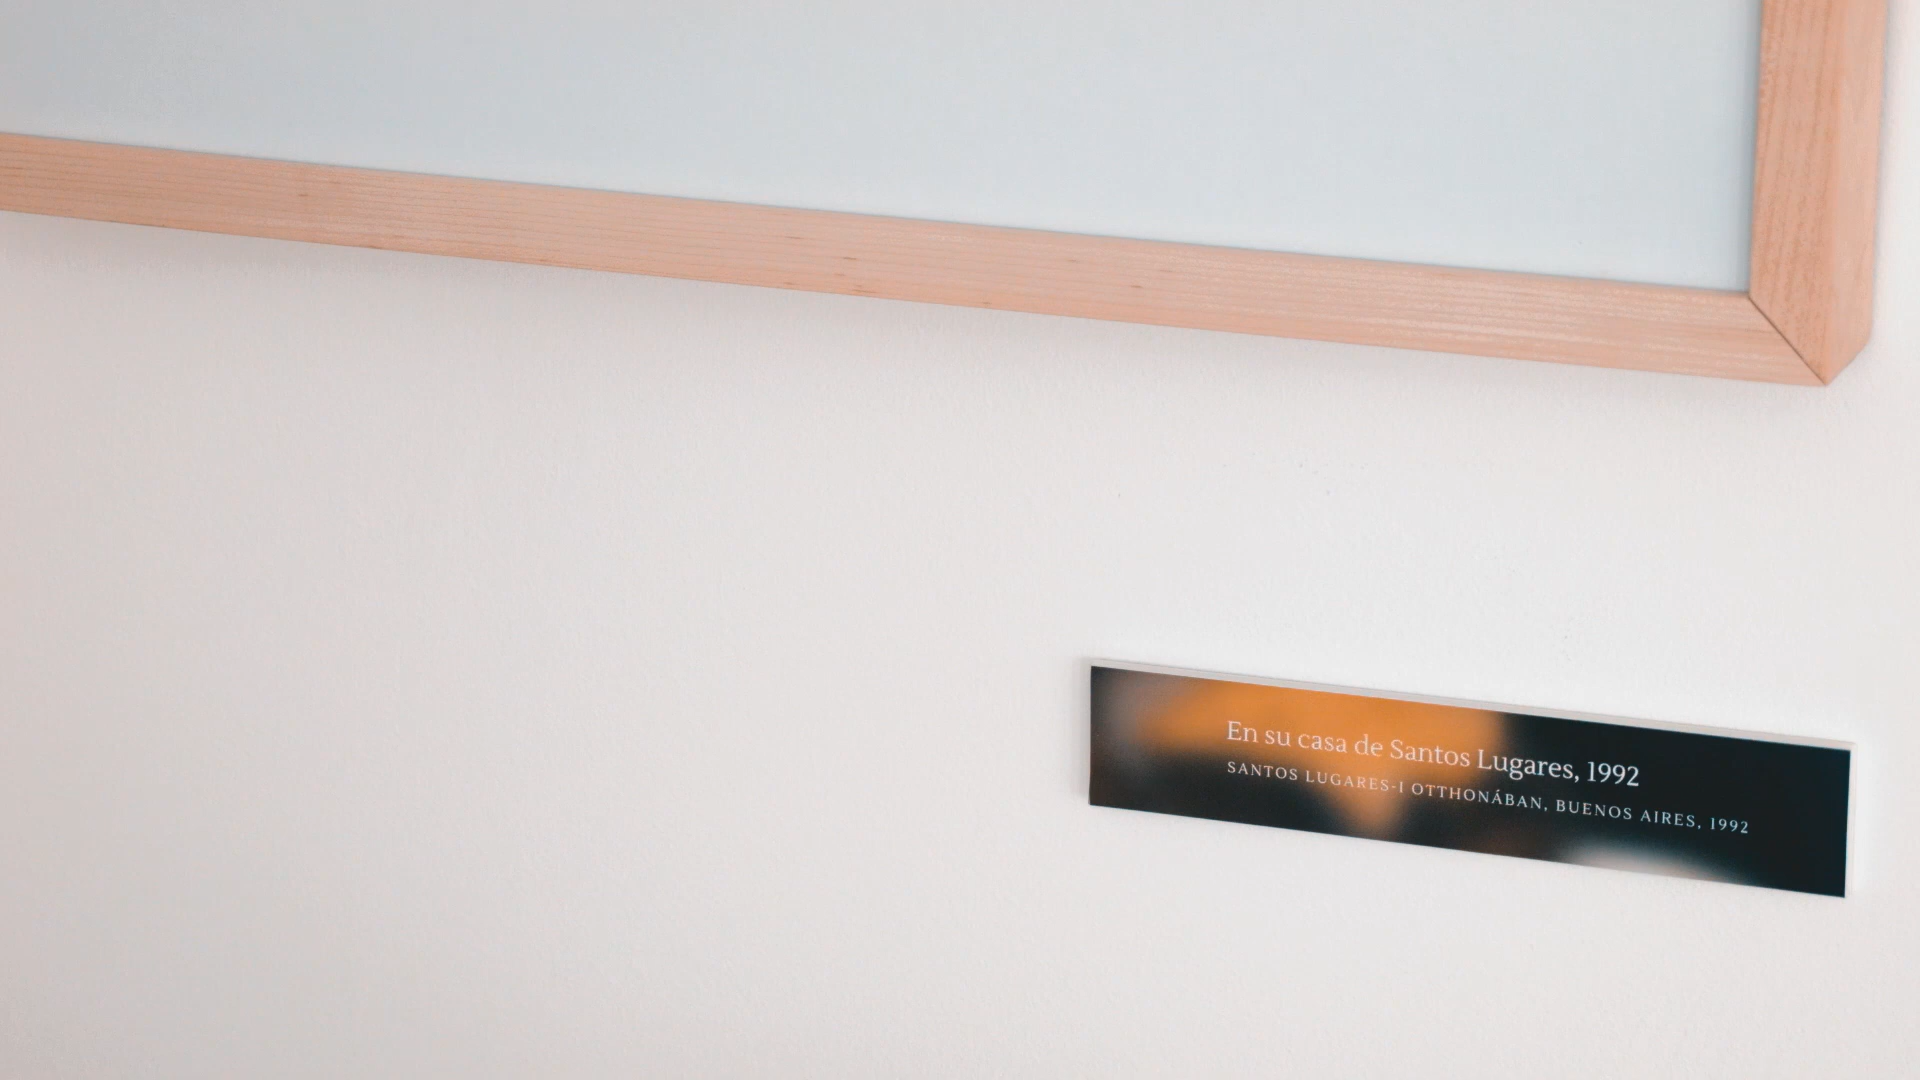 En su casa de Santos Lugares, 1992
SANTOS LUGARES-I OTTHONÁBAN, BUENOS AIRES, 1992